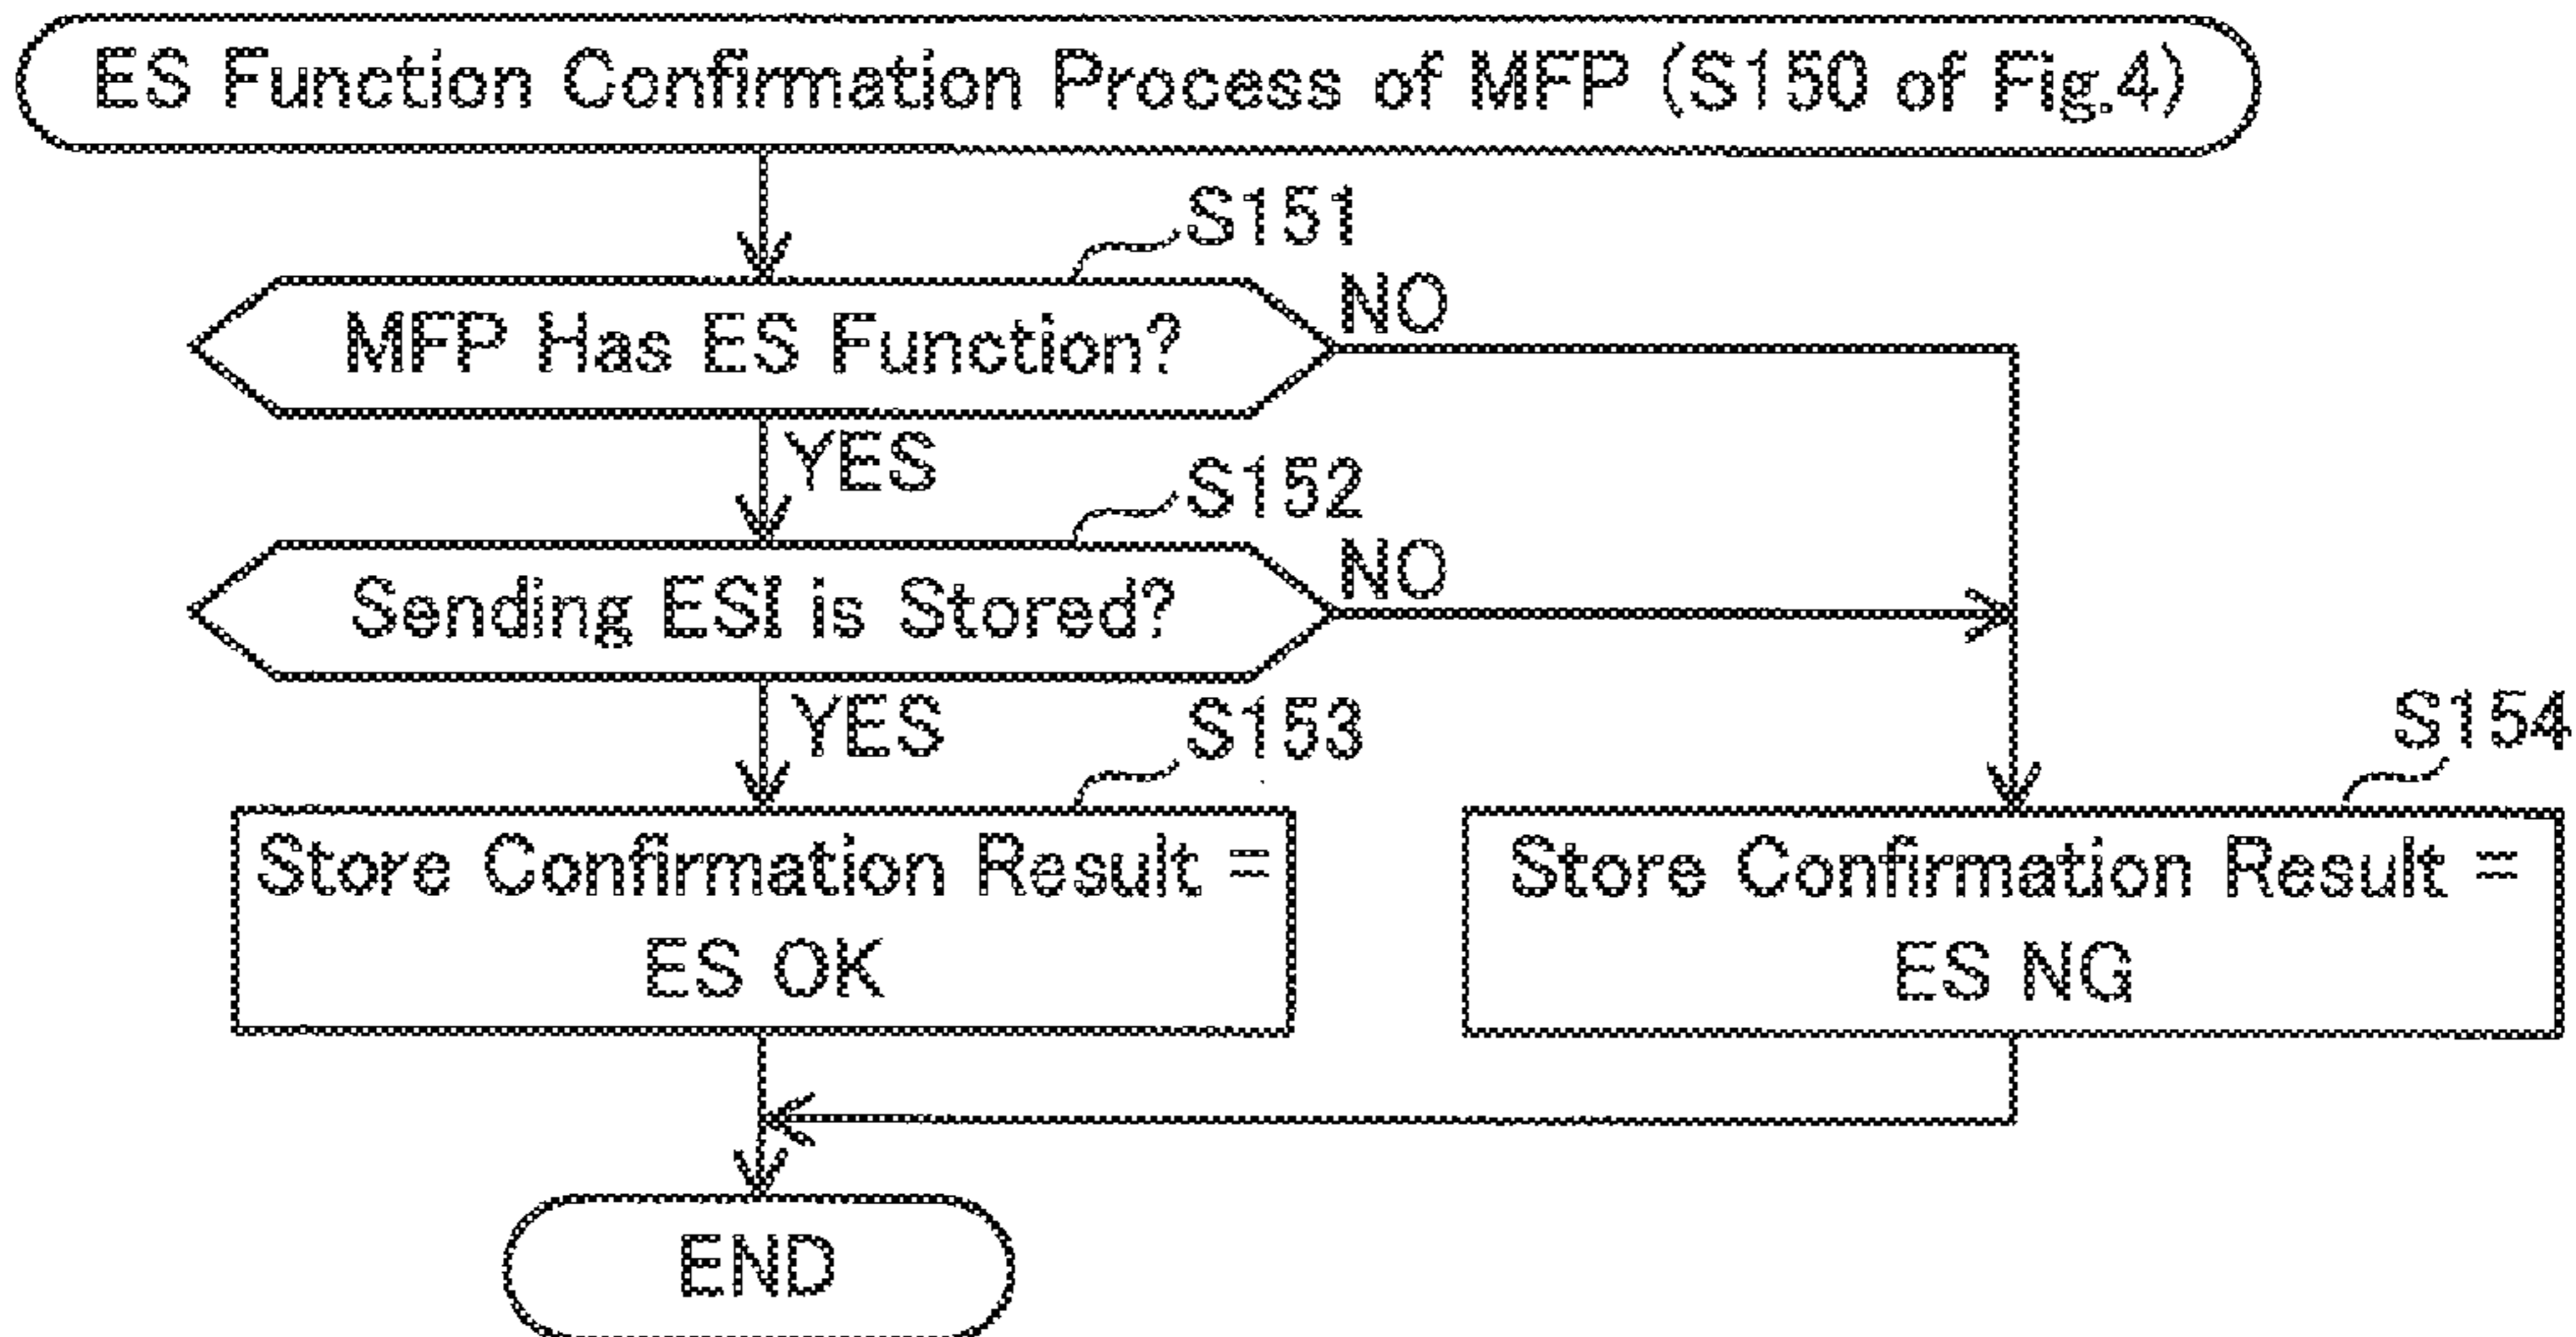 ES Function Confirmation Process of MFP (S150 of Fig.4)
S151
MFP Has ES Function?
NO
YES
S152
Sending ESI is Stored?
NO
YES
S153
S154
Store Confirmation Result =
ES OK
Store Confirmation Result =
ES NG
END